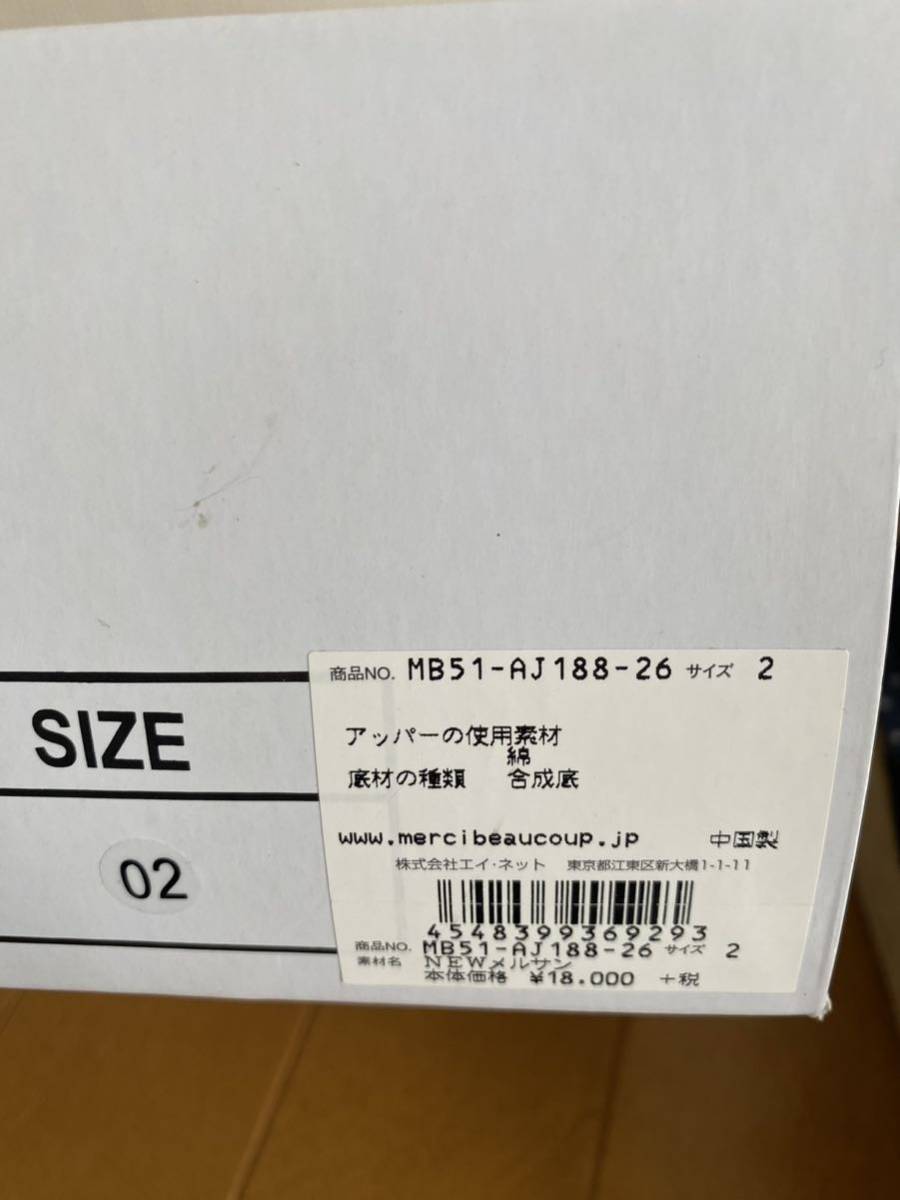 SIZE
02
商品NO. MB51-AJ188-26 サイズ 2
アッパーの使用素材
綿
底材の種類 合成底
www.mercibeaucoup.jp 中国製
株式会社エイ・ネット 東京都江東区新大橋1-1-11
4548399369293
商品NO. MB51-AJ188-26 サイズ 2
素材名 NEWメルサン
本体価格 ¥18.000 +税